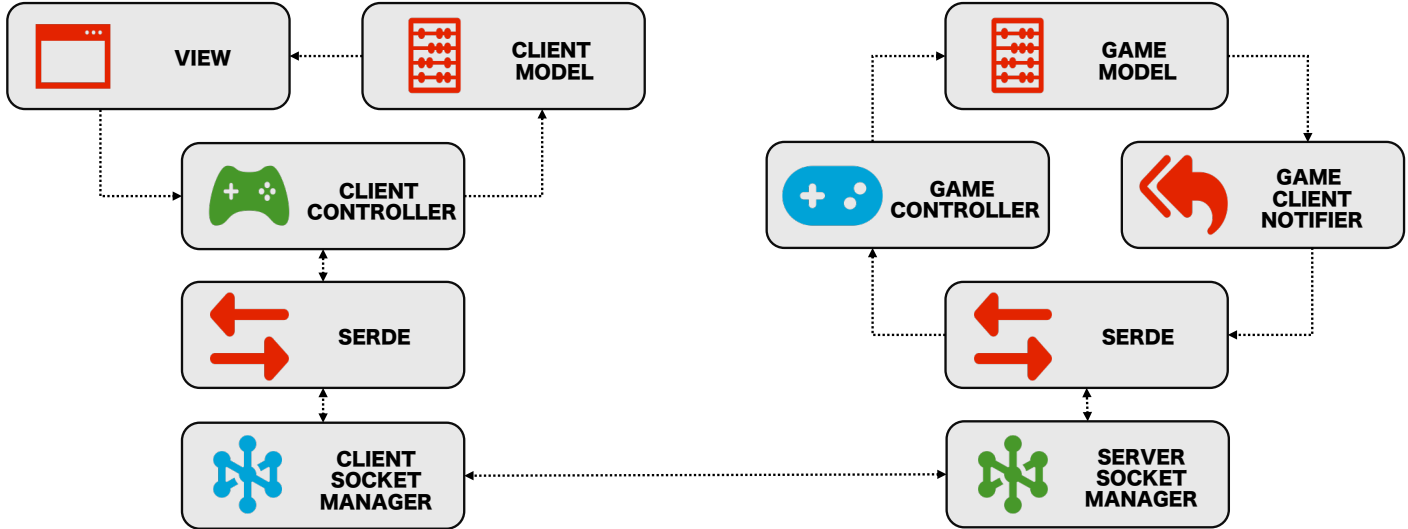 VIEW
CLIENT
MODEL
GAME
MODEL
CLIENT
CONTROLLER
GAME
CONTROLLER
GAME
CLIENT
NOTIFIER
SERDE
SERDE
CLIENT
SOCKET
MANAGER
SERVER
SOCKET
MANAGER